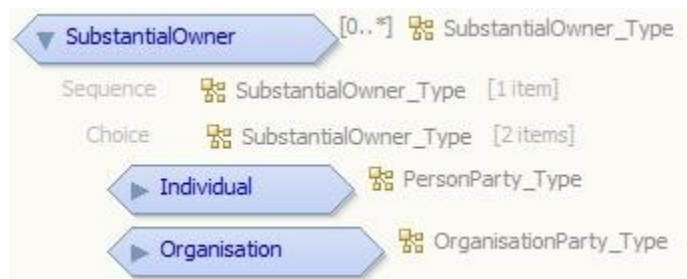 SubstantialOwner [0..*] SubstantialOwner_Type
Sequence SubstantialOwner_Type [1 item]
Choice SubstantialOwner_Type [2 items]
Individual PersonParty_Type
Organisation OrganisationParty_Type